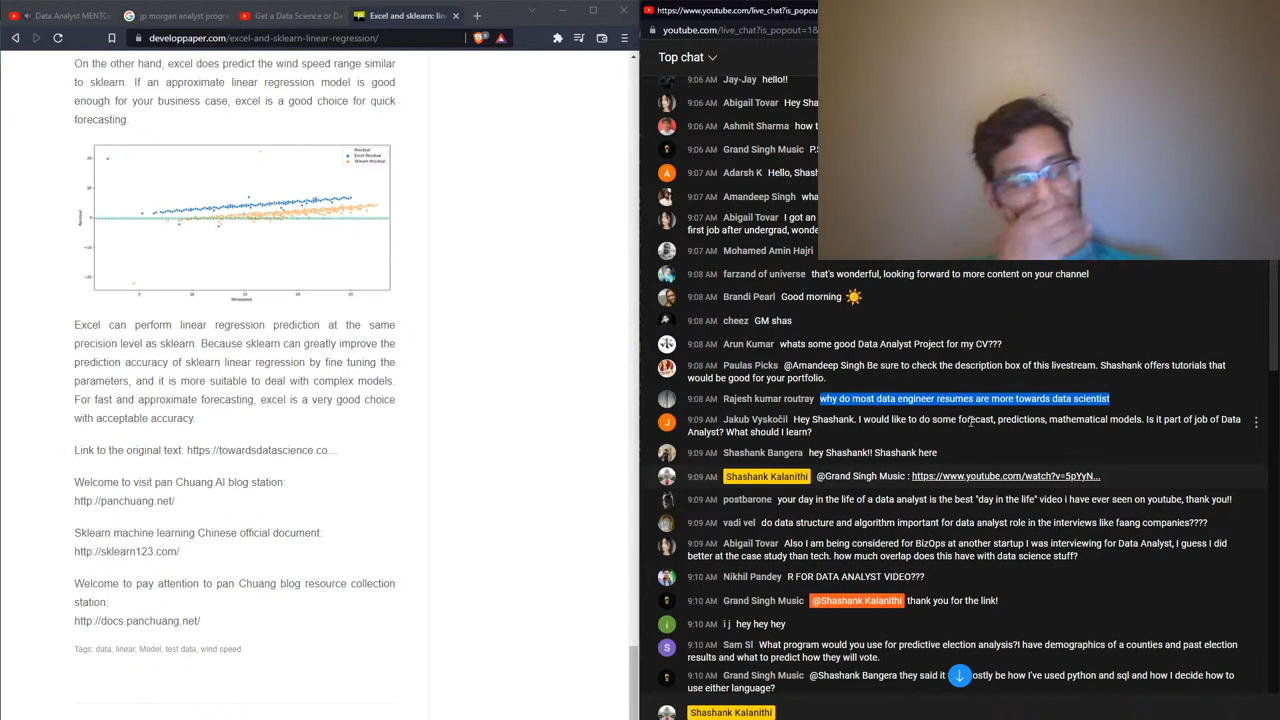 Data Analyst MENTO
jp morgan analyst progra
Get a Data Science or Da
Excel and sklearn: lin
developpaper.com/excel-and-sklearn-linear-regression/
On the other hand, excel does predict the wind speed range similar
to sklearn. If an approximate linear regression model is good
enough for your business case, excel is a good choice for quick
forecasting.
Residual
Excel Residual
Sklearn Residual
Residual
20
10
0
-10
-20
5
10
15
20
25
Windspeed
Excel can perform linear regression prediction at the same
precision level as sklearn. Because sklearn can greatly improve the
prediction accuracy of sklearn linear regression by fine tuning the
parameters, and it is more suitable to deal with complex models.
For fast and approximate forecasting, excel is a very good choice
with acceptable accuracy.
Link to the original text: https://towardsdatascience.co…
Welcome to visit pan Chuang AI blog station:
http://panchuang.net/
Sklearn machine learning Chinese official document:
http://sklearn123.com/
Welcome to pay attention to pan Chuang blog resource collection
station:
http://docs.panchuang.net/
Tags: data, linear, Model, test data, wind speed
https://www.youtube.com/live_chat?is_popo
youtube.com/live_chat?is_popout=1&
Top chat
9:06 AM Jay-Jay hello!!
9:06 AM Abigail Tovar Hey Sha
9:06 AM Ashmit Sharma how t
9:06 AM Grand Singh Music P.S
9:07 AM Adarsh K Hello, Shash
9:07 AM Amandeep Singh wha
9:07 AM Abigail Tovar I got an
first job after undergrad, wonde
9:07 AM Mohamed Amin Hajri
9:08 AM farzand of universe that's wonderful, looking forward to more content on your channel
9:08 AM Brandi Pearl Good morning
9:08 AM cheez GM shas
9:08 AM Arun Kumar whats some good Data Analyst Project for my CV???
9:08 AM Paulas Picks @Amandeep Singh Be sure to check the description box of this livestream. Shashank offers tutorials that
would be good for your portfolio.
9:08 AM Rajesh kumar routray why do most data engineer resumes are more towards data scientist
9:09 AM Jakub Vyskočil Hey Shashank. I would like to do some forecast, predictions, mathematical models. Is it part of job of Data
Analyst? What should I learn?
9:09 AM Shashank Bangera hey Shashank!! Shashank here
9:09 AM Shashank Kalanithi @Grand Singh Music : https://www.youtube.com/watch?v=5pYyN...
9:09 AM postbarone your day in the life of a data analyst is the best "day in the life" video i have ever seen on youtube, thank you!!
9:09 AM vadi vel do data structure and algorithm important for data analyst role in the interviews like faang companies????
9:09 AM Abigail Tovar Also I am being considered for BizOps at another startup I was interviewing for Data Analyst, I guess I did
better at the case study than tech. how much overlap does this have with data science stuff?
9:10 AM Nikhil Pandey R FOR DATA ANALYST VIDEO???
9:10 AM Grand Singh Music @Shashank Kalanithi thank you for the link!
9:10 AM i j hey hey hey
9:10 AM Sam Sl What program would you use for predictive election analysis?I have demographics of a counties and past election
results and what to predict how they will vote.
9:10 AM Grand Singh Music @Shashank Bangera they said it ostly be how I've used python and sql and how I decide how to
use either language?
Shashank Kalanithi